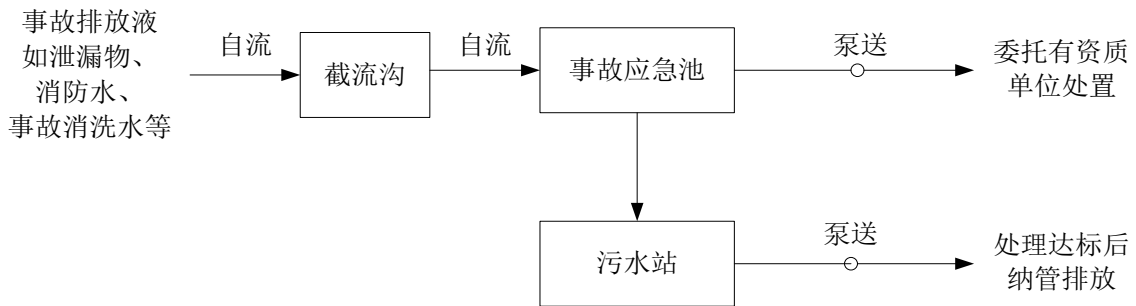 事故排放液
如泄漏物、
消防水、
事故消洗水等
自流
截流沟
自流
事故应急池
泵送
委托有资质
单位处置
污水站
泵送
处理达标后
纳管排放